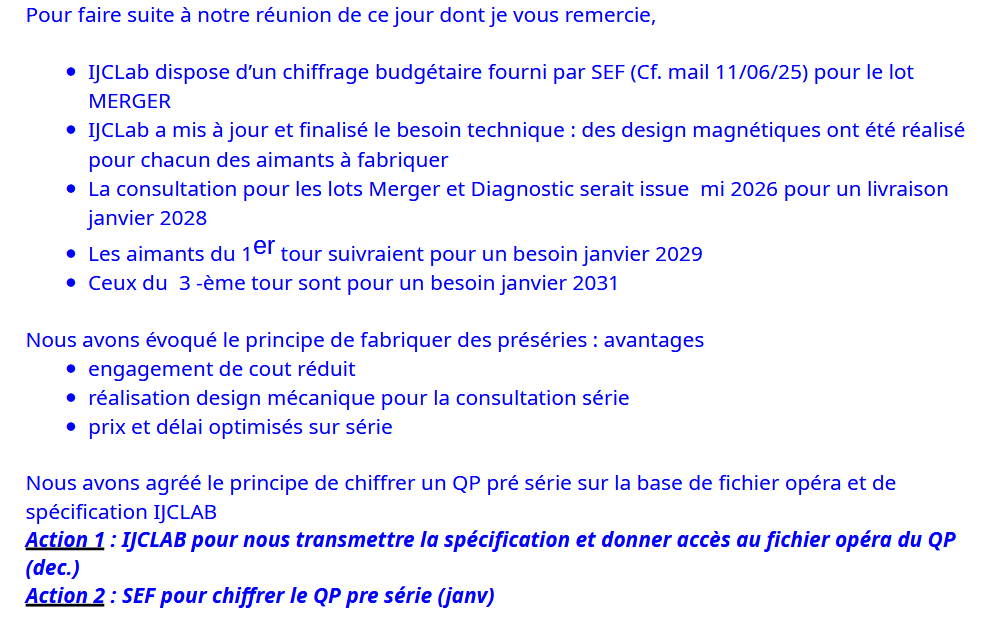 Pour faire suite à notre réunion de ce jour dont je vous remercie,
• IJCLab dispose d’un chiffrage budgétaire fourni par SEF (Cf. mail 11/06/25) pour le lot
MERGER
• IJCLab a mis à jour et finalisé le besoin technique : des design magnétiques ont été réalisé
pour chacun des aimants à fabriquer
• La consultation pour les lots Merger et Diagnostic serait issue  mi 2026 pour un livraison
janvier 2028
• Les aimants du 1er tour suivraient pour un besoin janvier 2029
• Ceux du  3 -ème tour sont pour un besoin janvier 2031
Nous avons évoqué le principe de fabriquer des préséries : avantages
• engagement de cout réduit
• réalisation design mécanique pour la consultation série
• prix et délai optimisés sur série
Nous avons agréé le principe de chiffrer un QP pré série sur la base de fichier opéra et de
spécification IJCLAB
Action 1 : IJCLAB pour nous transmettre la spécification et donner accès au fichier opéra du QP
(dec.)
Action 2 : SEF pour chiffrer le QP pre série (janv)